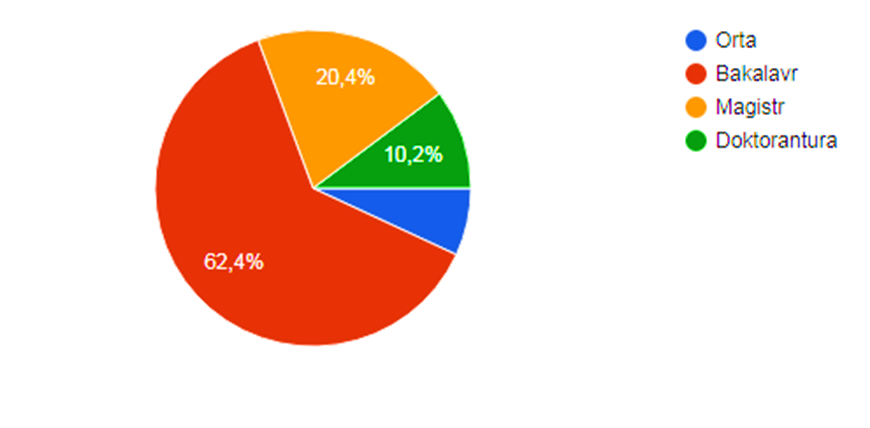 20,4%
10,2%
62,4%
Orta
Bakalavr
Magistr
Doktorantura